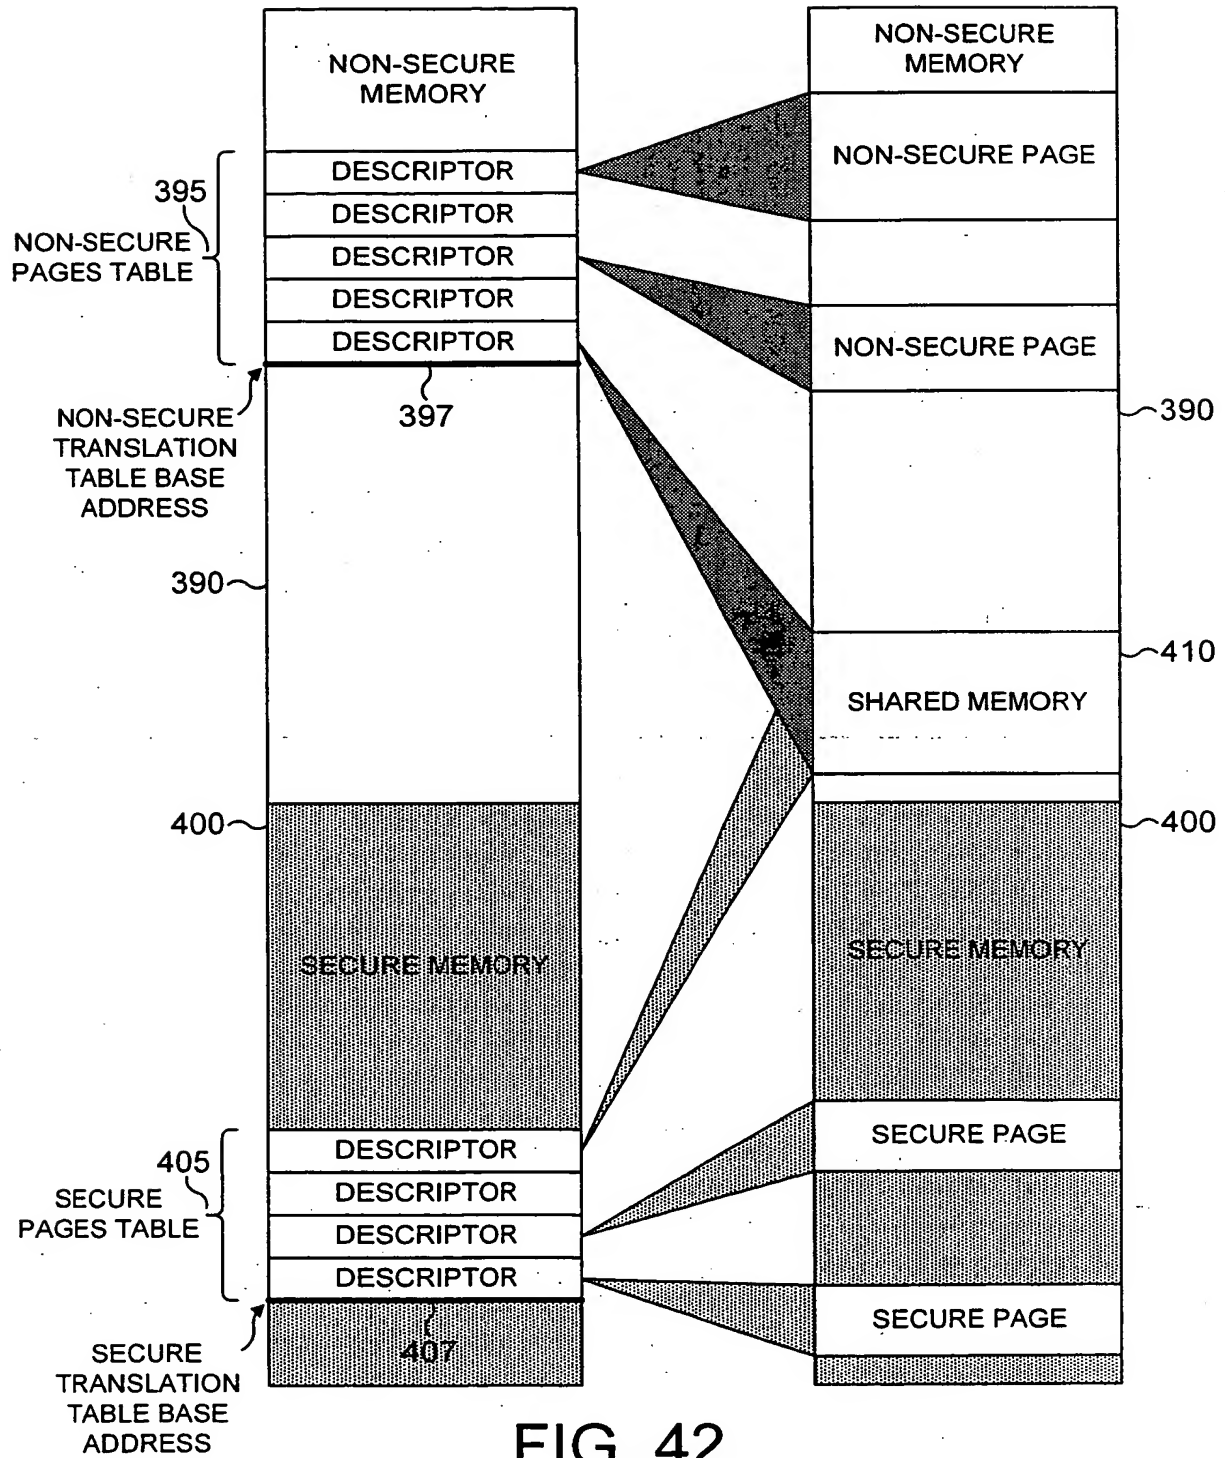 NON-SECURE
MEMORY
DESCRIPTOR
DESCRIPTOR
DESCRIPTOR
DESCRIPTOR
DESCRIPTOR
395
NON-SECURE
PAGES TABLE
397
NON-SECURE
TRANSLATION
TABLE BASE
ADDRESS
390
400
SECURE MEMORY
DESCRIPTOR
DESCRIPTOR
DESCRIPTOR
DESCRIPTOR
405
SECURE
PAGES TABLE
407
SECURE
TRANSLATION
TABLE BASE
ADDRESS
NON-SECURE
MEMORY
NON-SECURE PAGE
NON-SECURE PAGE
390
410
SHARED MEMORY
400
SECURE MEMORY
SECURE PAGE
SECURE PAGE
FIG. 42